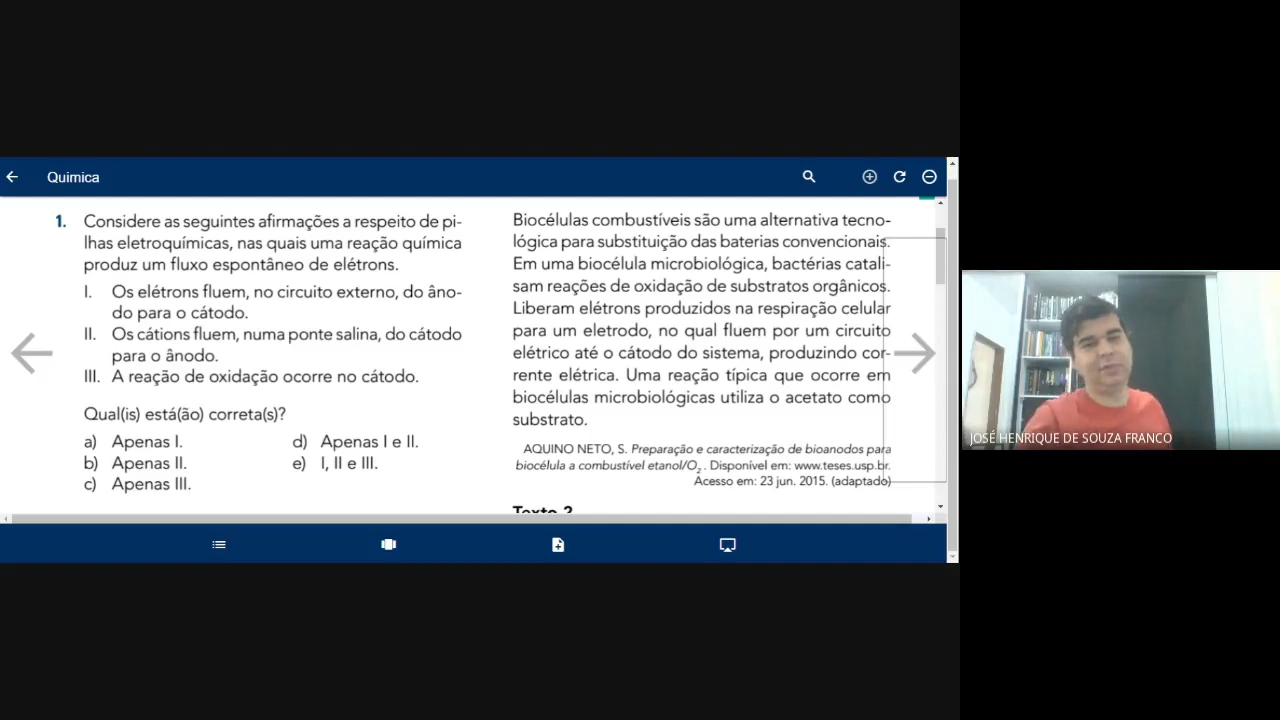 Quimica
1. Considere as seguintes afirmações a respeito de pi-
lhas eletroquímicas, nas quais uma reação química
produz um fluxo espontâneo de elétrons.
I. Os elétrons fluem, no circuito externo, do âno-
do para o cátodo.
II. Os cátions fluem, numa ponte salina, do cátodo
para o ânodo.
III. A reação de oxidação ocorre no cátodo.
Qual(is) está(ão) correta(s)?
a) Apenas I.
b) Apenas II.
c) Apenas III.
d) Apenas I e II.
e) I, II e III.
Biocélulas combustíveis são uma alternativa tecno-
lógica para substituição das baterias convencionais.
Em uma biocélula microbiológica, bactérias catali-
sam reações de oxidação de substratos orgânicos.
Liberam elétrons produzidos na respiração celular
para um eletrodo, no qual fluem por um circuito
elétrico até o cátodo do sistema, produzindo cor-
rente elétrica. Uma reação típica que ocorre em
biocélulas microbiológicas utiliza o acetato como
substrato.
AQUINO NETO, S. Preparação e caracterização de bioanodos para
biocélula a combustível etanol/O₂. Disponível em: www.teses.usp.br.
Acesso em: 23 jun. 2015. (adaptado)
Texto 2
JOSÉ HENRIQUE DE SOUZA FRANCO